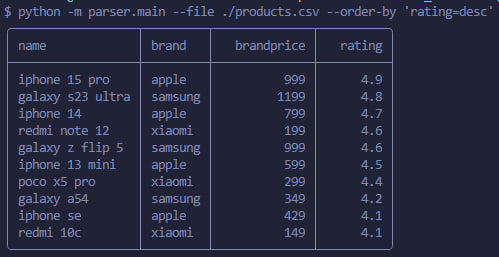 $ python -m parser.main --file ./products.csv --order-by 'rating=desc'
name brand brandprice rating
iphone 15 pro apple 999 4.9
galaxy s23 ultra samsung 1199 4.8
iphone 14 apple 799 4.7
redmi note 12 xiaomi 199 4.6
galaxy z flip 5 samsung 999 4.6
iphone 13 mini apple 599 4.5
poco x5 pro xiaomi 299 4.4
galaxy a54 samsung 349 4.2
iphone se apple 429 4.1
redmi 10c xiaomi 149 4.1